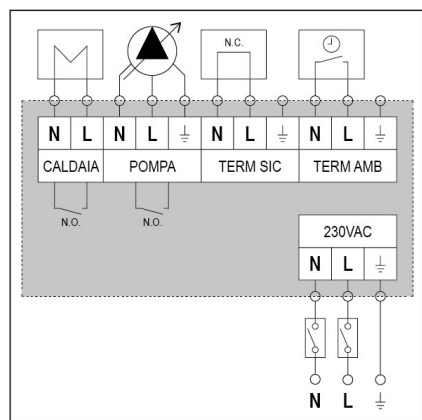 N.C.
N L N L N L N L
CALDAIA POMPA TERM SIC TERM AMB
N.O. N.O.
230VAC
N L
N L